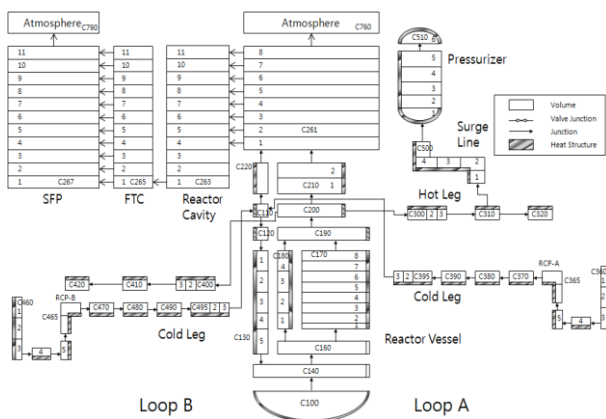 Atmosphere C790
Atmosphere C760
11 11 11 8
10 10 10 7
9 9 9 6
8 8 8 5
7 7 7 4
6 6 6 3
5 5 5 2 C261
4 4 4 1
3 3 3
2 2 2
1 C267 1 C265 1 C263
SFP FTC Reactor Cavity
C510 6
5
4
3
2
1
Pressurizer
Volume
Valve Junction
Junction
Heat Structure
Surge Line
C500
4 3 2
1
Hot Leg
C220
2
C210 1
C110 C200
C300 2 3 C310 C320
C120 C190
C180 C170
4
3
2
1
8
7
6
5
4
3
2
1
1
2
3
4
5
C130
C160
C140
C100
Reactor Vessel
C420 C410 3 2 C400
C460
1
2
3
4
5
RCP-B
C465
C470 C480 C490 C495 2 3
Cold Leg
3 2 C395 C390 C380 C370
RCP-A
C365
C360
1
2
3
4
5
Cold Leg
Loop B Loop A